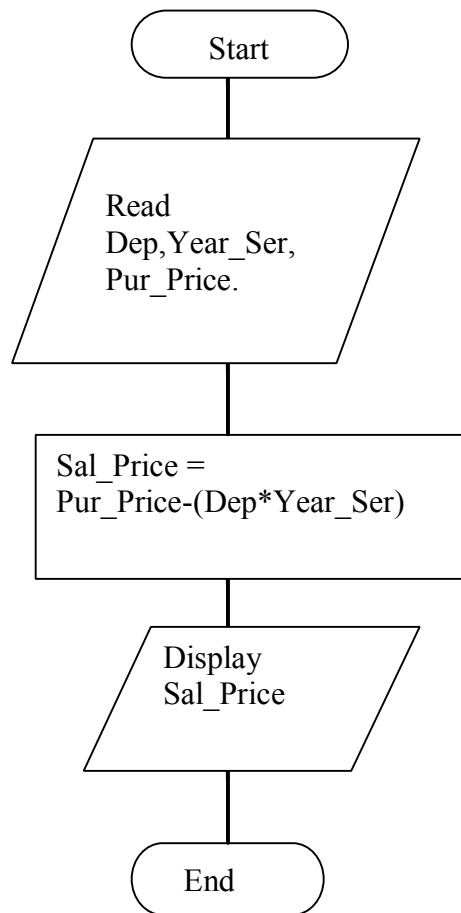 Start
Read
Dep,Year_Ser,
Pur_Price.
Sal_Price =
Pur_Price-(Dep*Year_Ser)
Display
Sal_Price
End